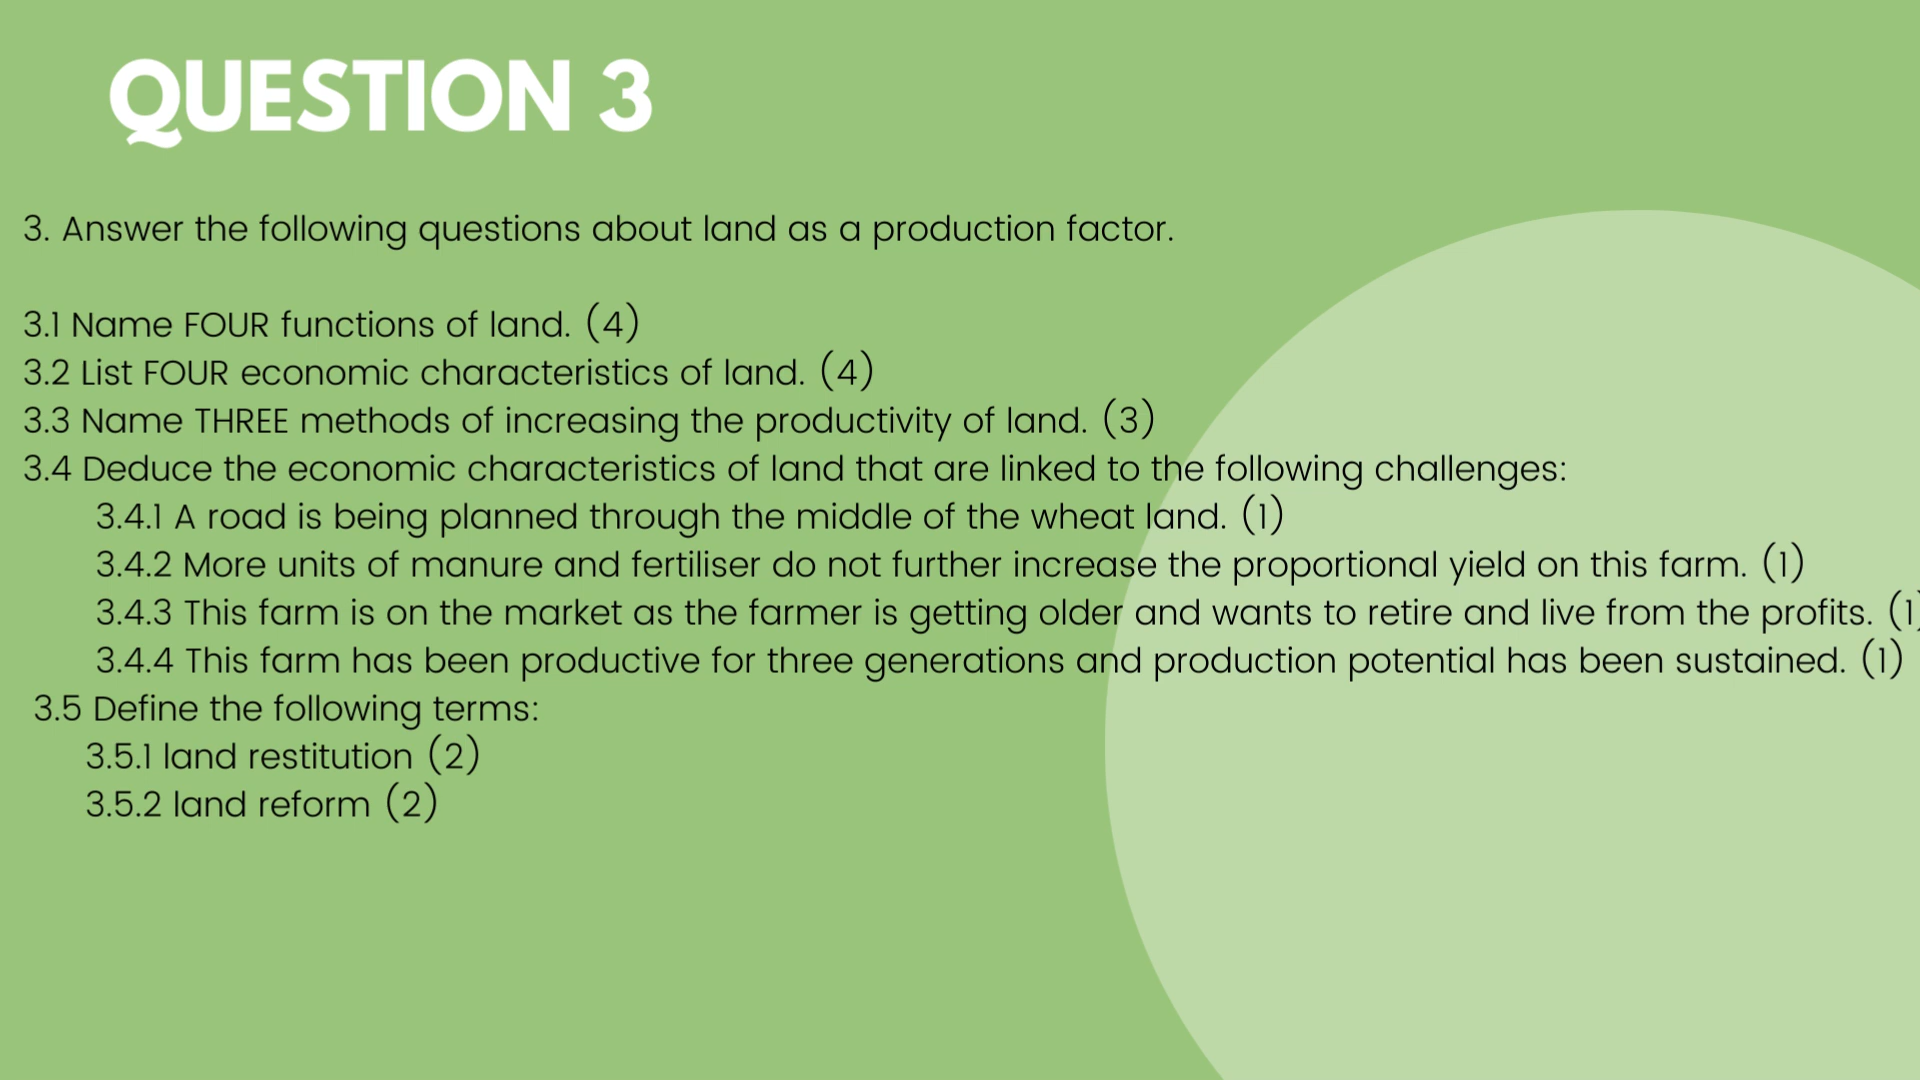 QUESTION 3
3. Answer the following questions about land as a production factor.
3.1 Name FOUR functions of land. (4)
3.2 List FOUR economic characteristics of land. (4)
3.3 Name THREE methods of increasing the productivity of land. (3)
3.4 Deduce the economic characteristics of land that are linked to the following challenges:
3.4.1 A road is being planned through the middle of the wheat land. (1)
3.4.2 More units of manure and fertiliser do not further increase the proportional yield on this farm. (1)
3.4.3 This farm is on the market as the farmer is getting older and wants to retire and live from the profits. (1)
3.4.4 This farm has been productive for three generations and production potential has been sustained. (1)
3.5 Define the following terms:
3.5.1 land restitution (2)
3.5.2 land reform (2)